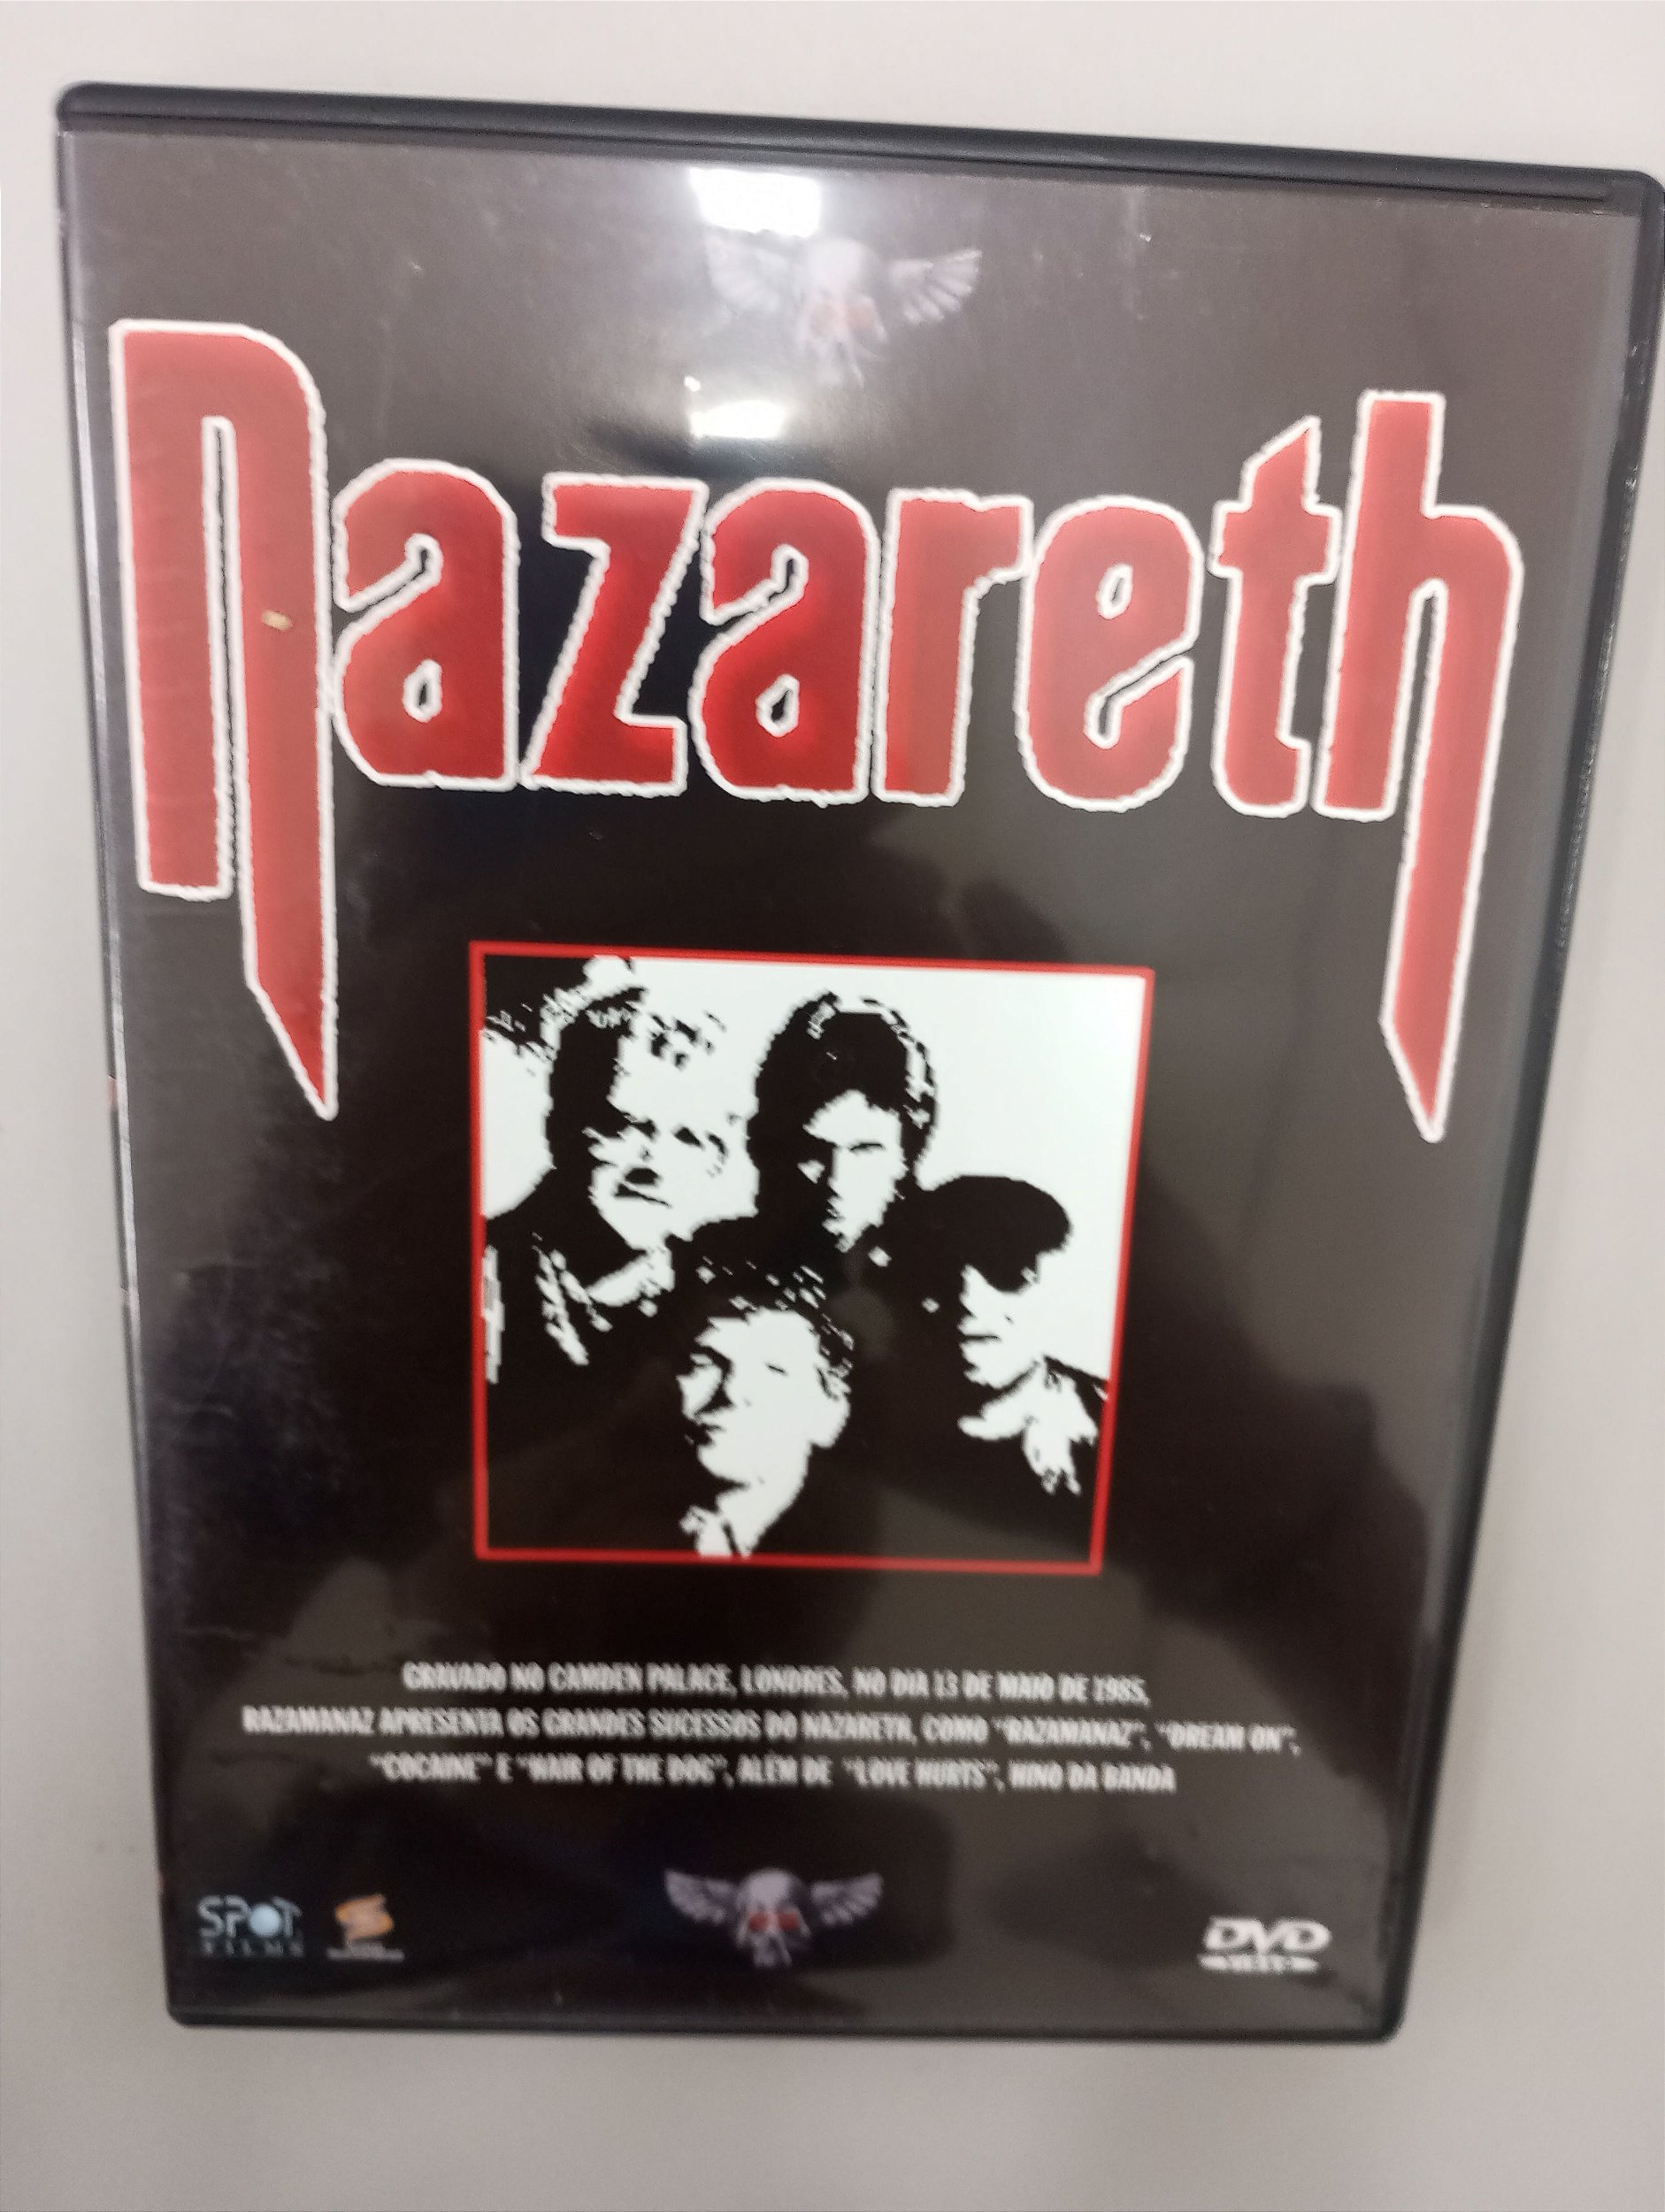 Nazareth
GRAVADO NO CAMDEN PALACE, LONDRES, NO DIA 13 DE MAIO DE 1985,
RAZAMANAZ APRESENTA OS GRANDES SUCESSOS DO NAZARETH, COMO "RAZAMANAZ", "DREAM ON",
"COCAINE" E "HAIR OF THE DOG", ALÉM DE "LOVE HURTS", HINO DA BANDA
SPOT
FILMS
DVD
VIDEO